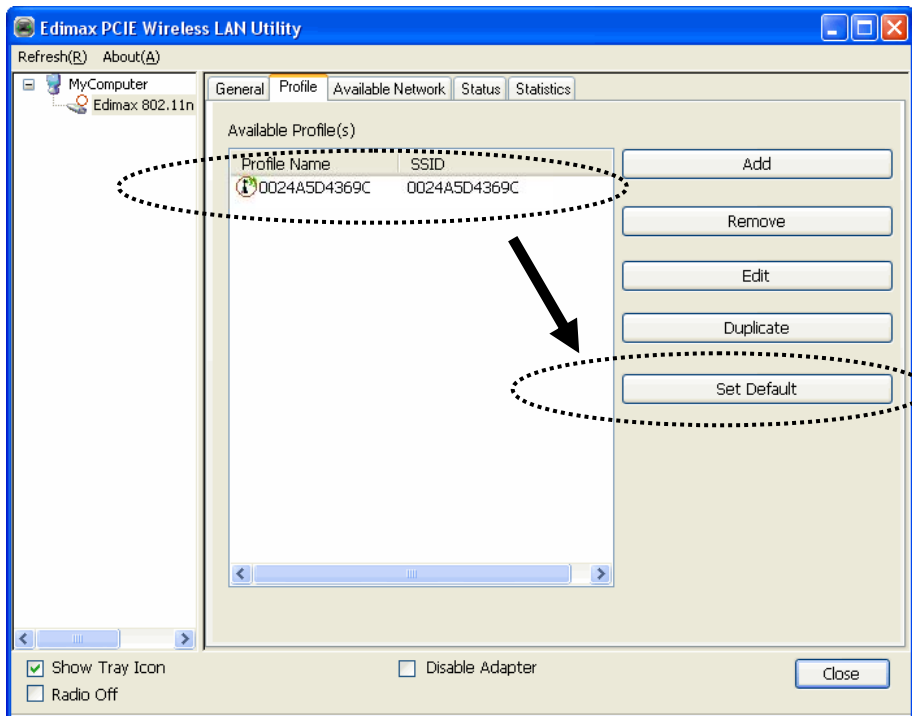 Edimax PCIE Wireless LAN Utility
Refresh(R) About(A)
MyComputer
Edimax 802.11n
General Profile Available Network Status Statistics
Available Profile(s)
Profile Name SSID
0024A5D4369C 0024A5D4369C
Add
Remove
Edit
Duplicate
Set Default
Show Tray Icon
Radio Off
Disable Adapter
Close